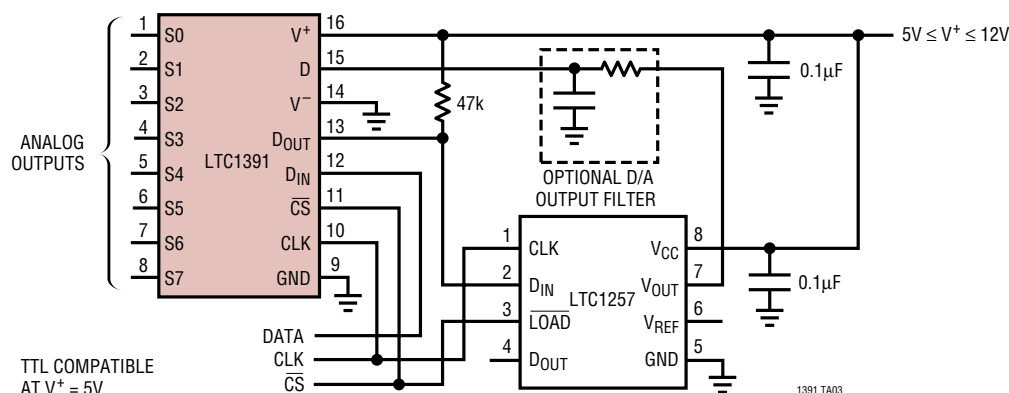 ANALOG
OUTPUTS
1 S0
2 S1
3 S2
4 S3
5 S4
6 S5
7 S6
8 S7
LTC1391
V+ 16
D 15
V− 14
DOUT 13
DIN 12
CS 11
CLK 10
GND 9
47k
OPTIONAL D/A
OUTPUT FILTER
0.1µF
5V ≤ V+ ≤ 12V
1 CLK
2 DIN
3 LOAD
4 DOUT
LTC1257
VCC 8
VOUT 7
VREF 6
GND 5
0.1µF
DATA
CLK
CS
TTL COMPATIBLE
AT V+ = 5V
1391 TA03